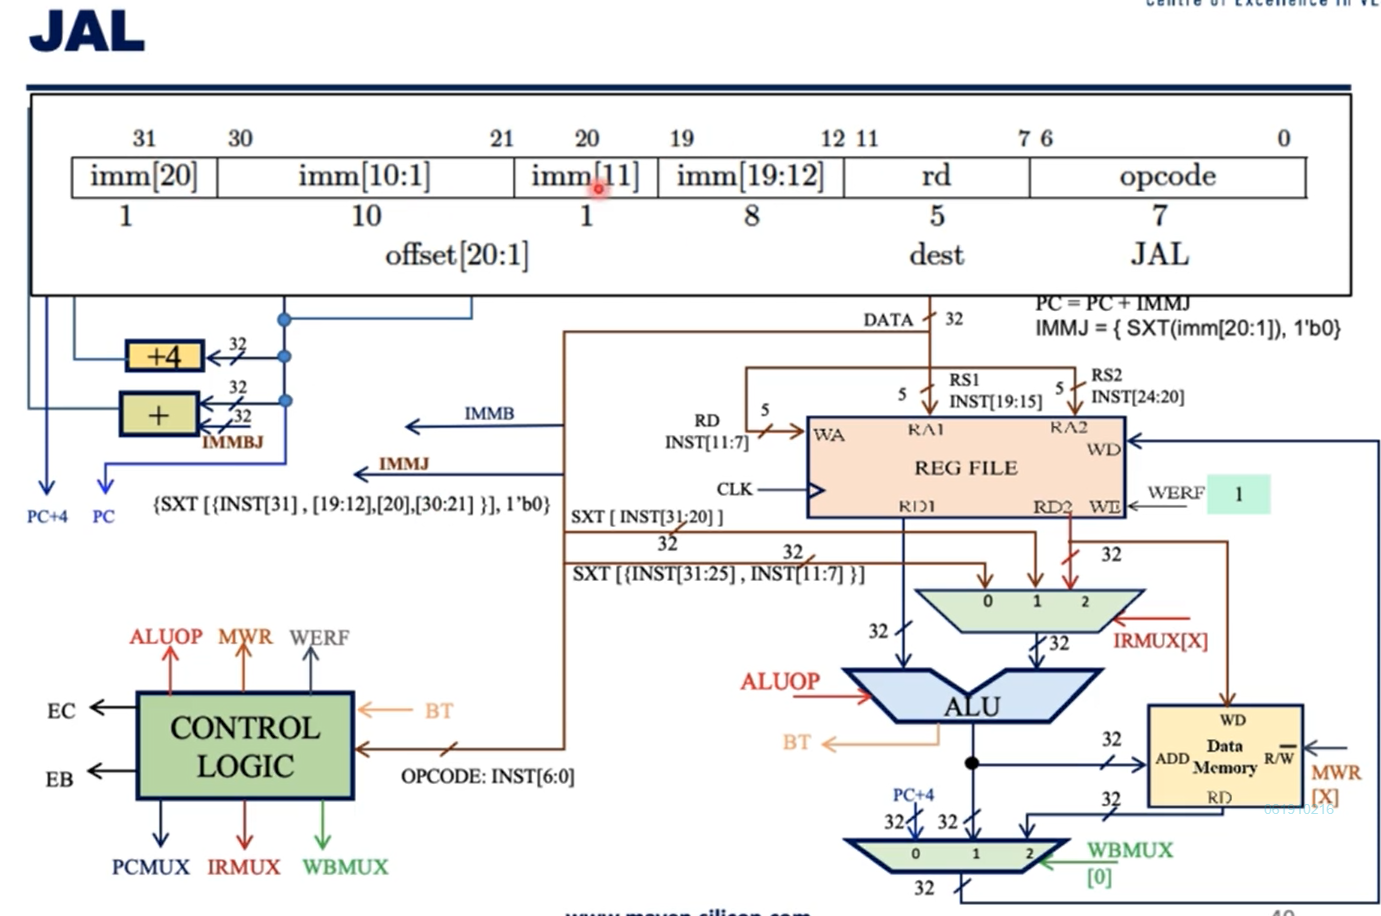 Centre of Excellence in VL
JAL
31 30 21 20 19 12 11 7 6 0
imm[20] imm[10:1] imm[11] imm[19:12] rd opcode
1 10 1 8 5 7
offset[20:1] dest JAL
PC = PC + IMMJ
IMMJ = { SXT(imm[20:1]), 1'b0}
DATA 32
+4 32
+ 32
32
IMMBJ
PC+4 PC
IMMB
IMMJ
{SXT [{INST[31] , [19:12],[20],[30:21] }], 1’b0}
RS1
5 INST[19:15]
RS2
5 INST[24:20]
RD 5
INST[11:7]
WA RA1 RA2
WD
REG FILE
CLK
RD1 RD2 WE
WERF 1
SXT [ INST[31:20] ]
32
32
SXT [{INST[31:25] , INST[11:7] }]
32
0 1 2
IRMUX[X]
32 32
ALUOP
ALU
BT
ALUOP MWR WERF
EC
EB
CONTROL
LOGIC
BT
OPCODE: INST[6:0]
PCMUX IRMUX WBMUX
32
WD
ADD Data
Memory
R/W
RD
MWR
[X]
061910216
32
PC+4
32 32
0 1 2
WBMUX
[0]
32
www.maven-silicon.com
40